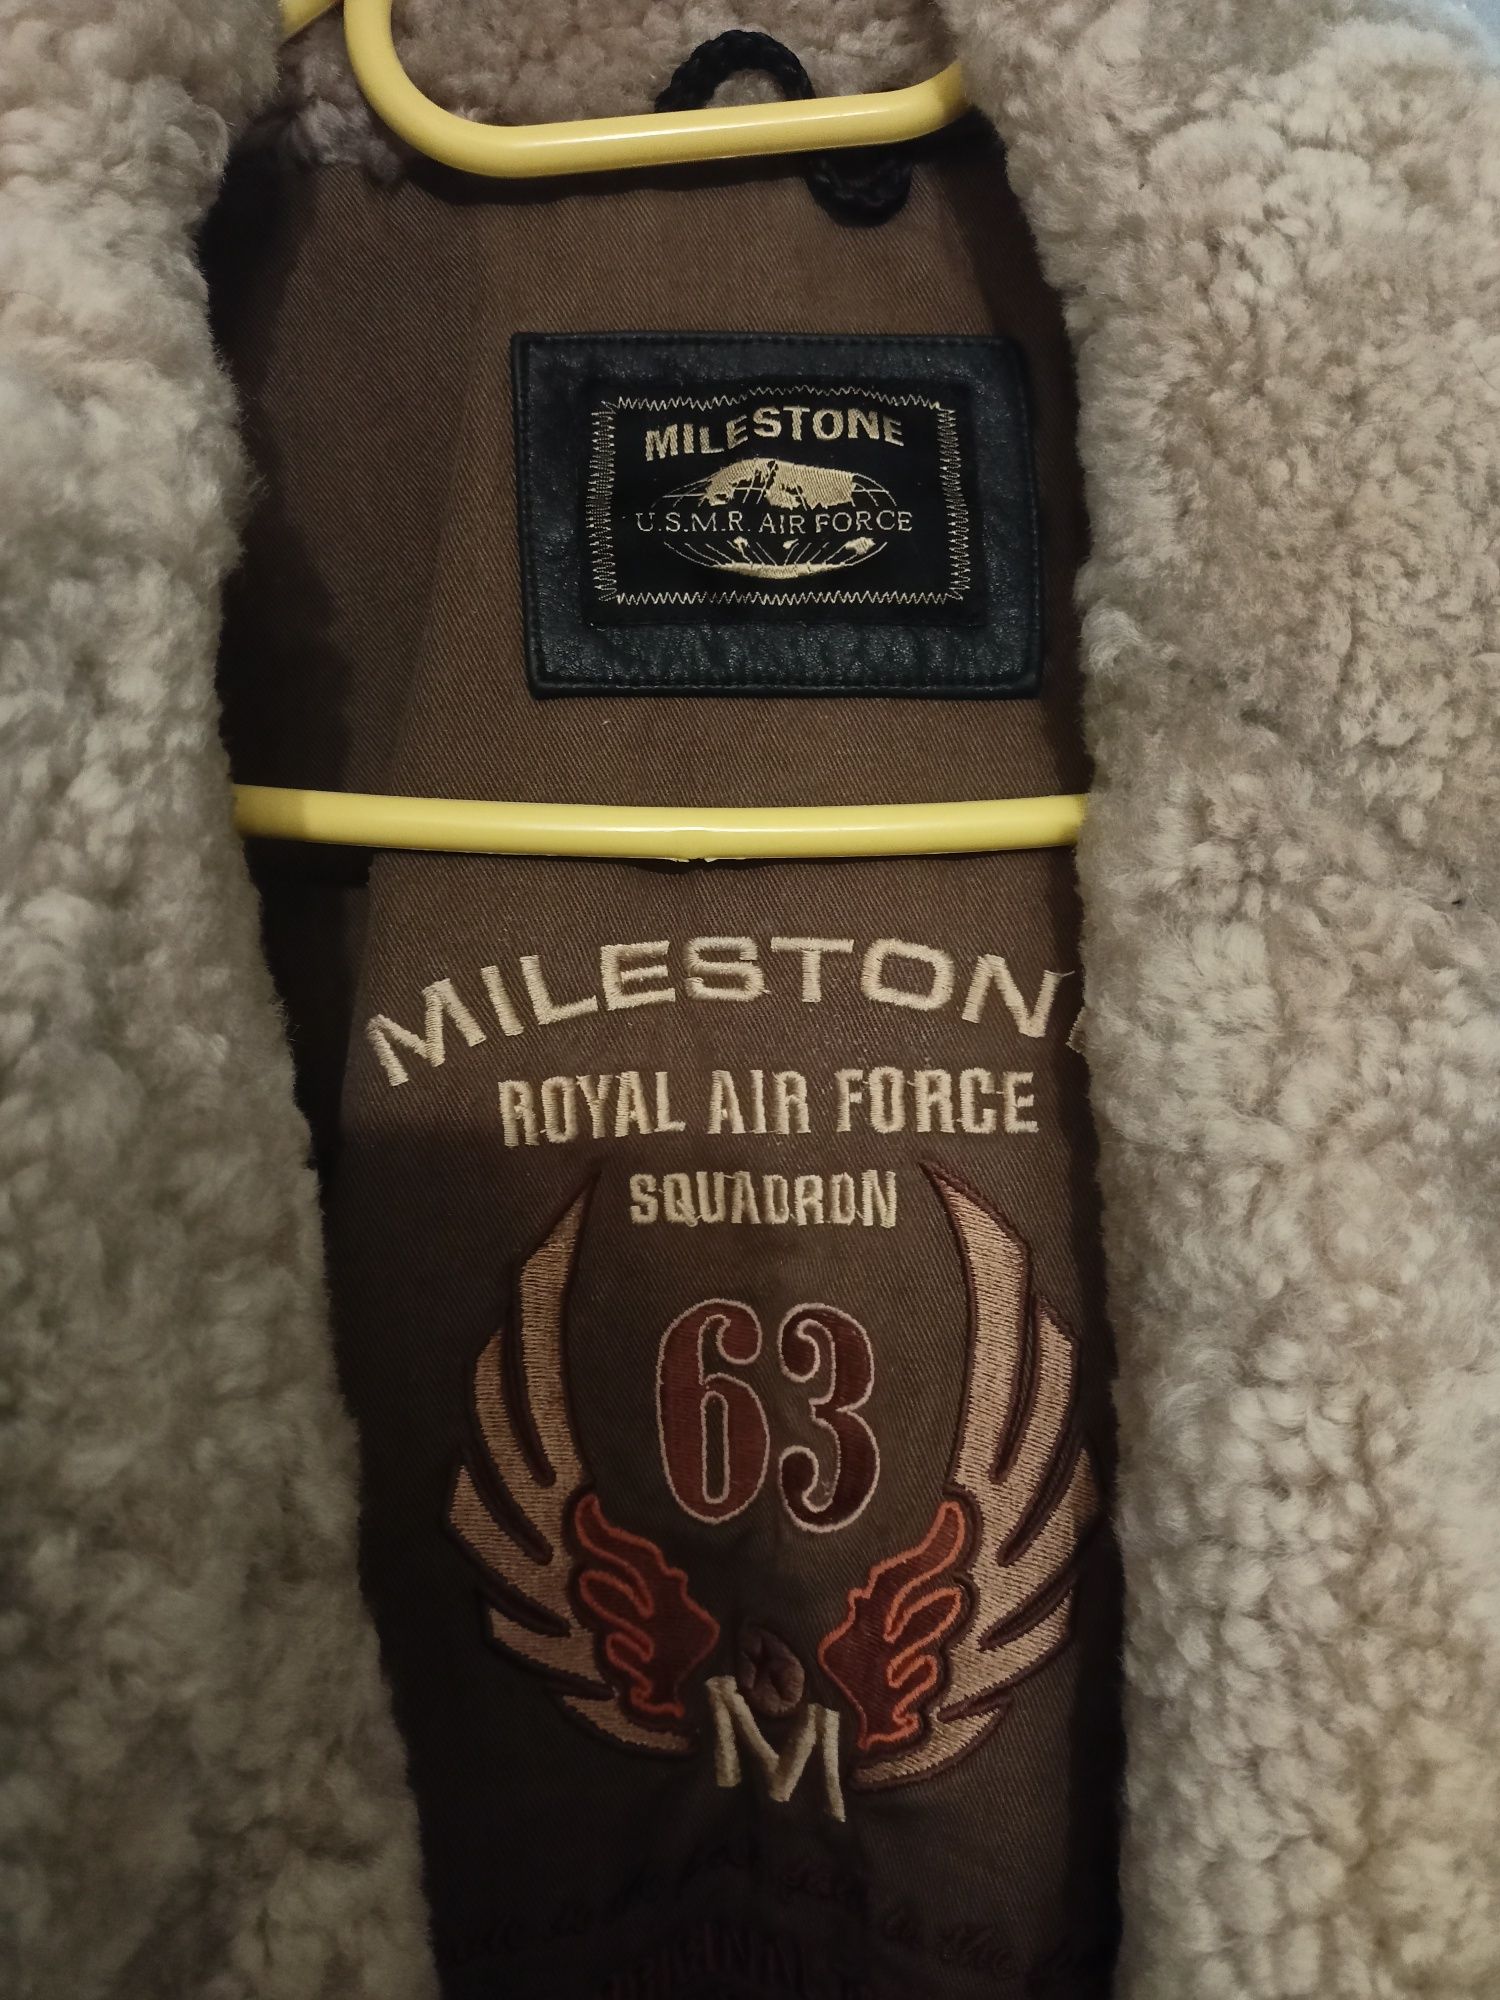 MILESTONE
U.S.M.R. AIR FORCE
MILESTON
ROYAL AIR FORCE
SQUADRON
63
M